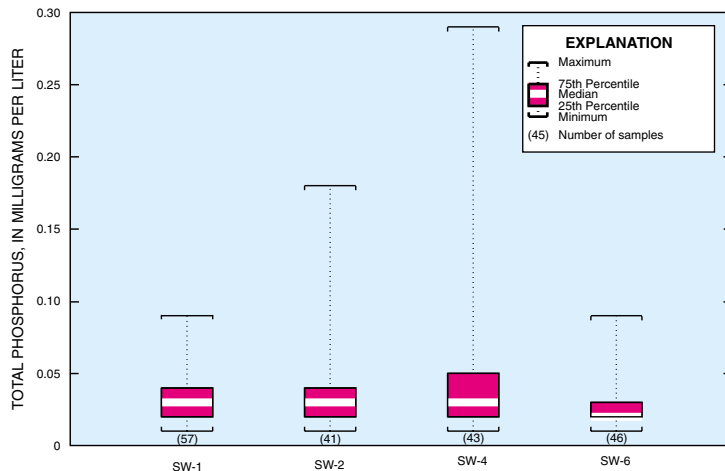 TOTAL PHOSPHORUS, IN MILLIGRAMS PER LITER
0.30
0.25
0.20
0.15
0.10
0.05
0
EXPLANATION
Maximum
75th Percentile
Median
25th Percentile
Minimum
(45) Number of samples
(57) (41) (43) (46)
SW-1 SW-2 SW-4 SW-6